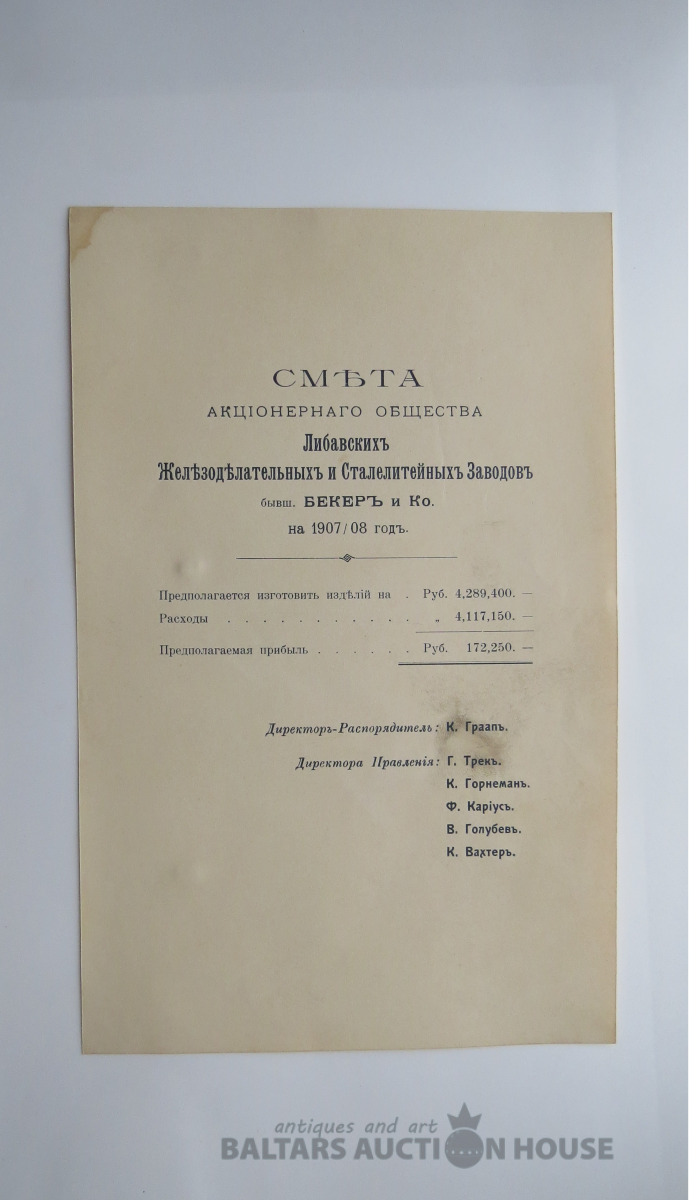 СМѢТА
АКЦІОНЕРНАГО ОБЩЕСТВА
Либавскихъ
Желѣзодѣлательныхъ и Сталелитейныхъ Заводовъ
бывш. БЕКЕРЪ и Ко.
на 1907/08 годъ.
Предполагается изготовить издѣлій на . Руб. 4,289,400. —
Расходы . . . . . . . . . . . „ 4,117,150. —
Предполагаемая прибыль . . . . . . Руб. 172,250. —
Директоръ-Распорядитель: К. Граапъ.
Директора Правленія: Г. Трекъ.
К. Горнеманъ.
Ф. Каріусъ.
В. Голубевъ.
К. Вахтеръ.
antiques and art
BALTARS AUCTION HOUSE